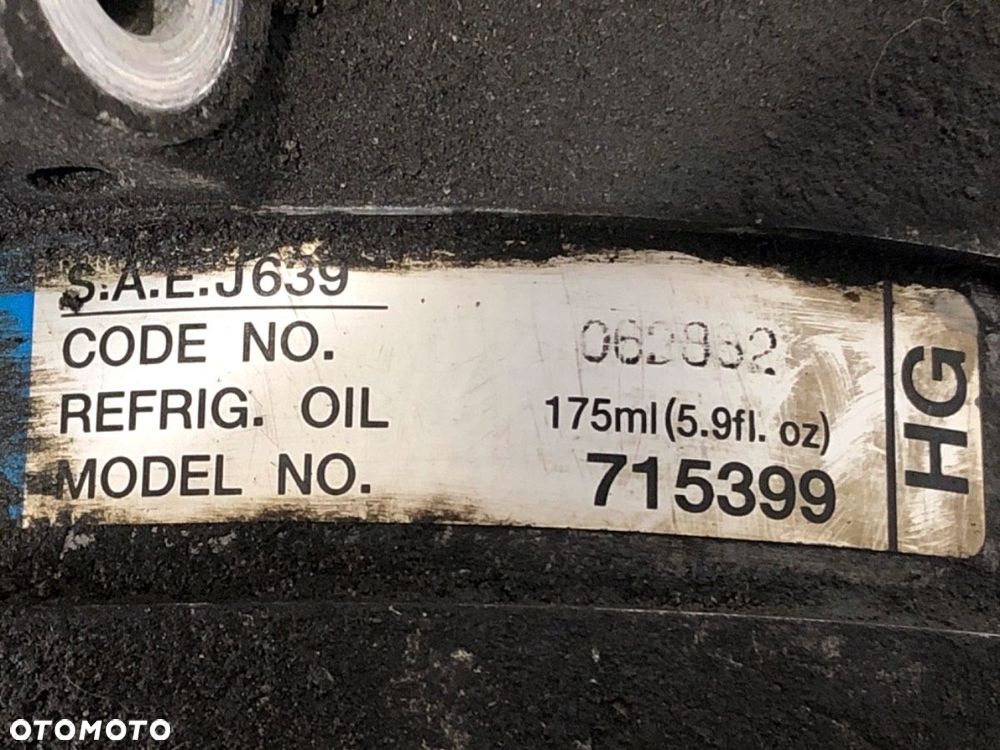 S.A.E.J639
CODE NO.
REFRIG. OIL 175ml (5.9fl. oz)
MODEL NO. 715399
HG
OTOMOTO